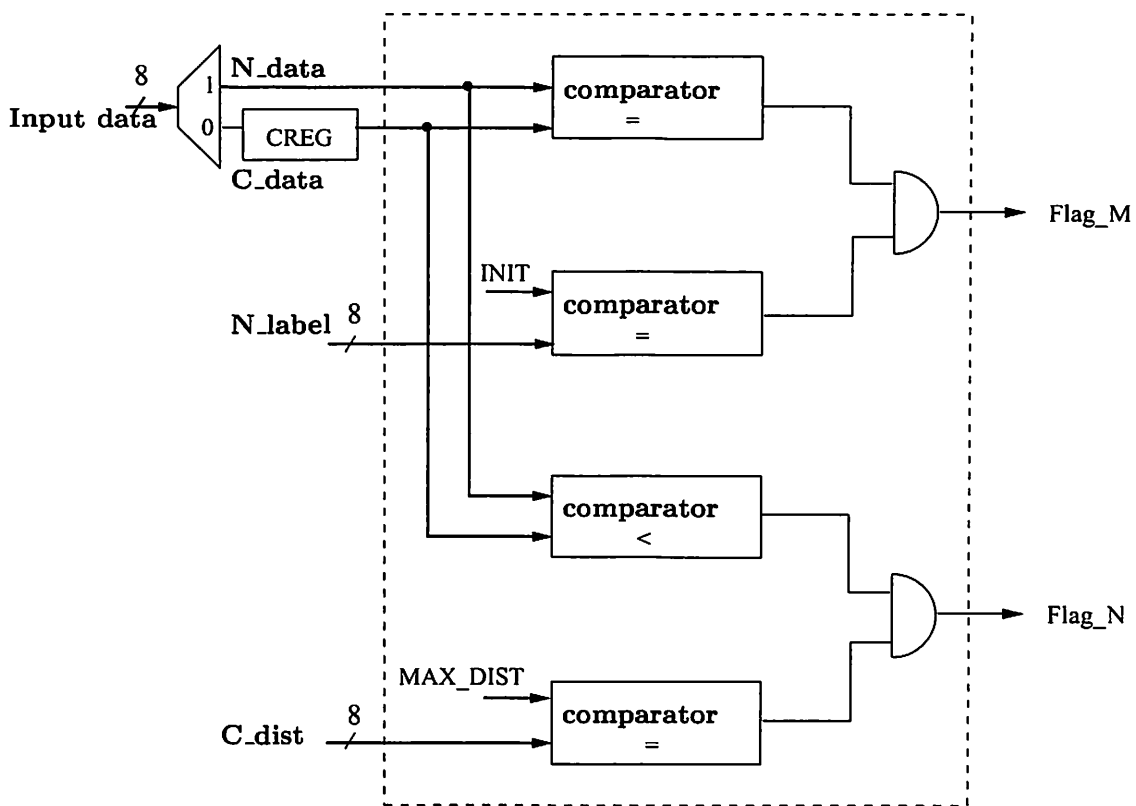 8
Input data
1
0
N_data
CREG
C_data
comparator
=
INIT
N_label
8
comparator
=
Flag_M
comparator
<
MAX_DIST
C_dist
8
comparator
=
Flag_N